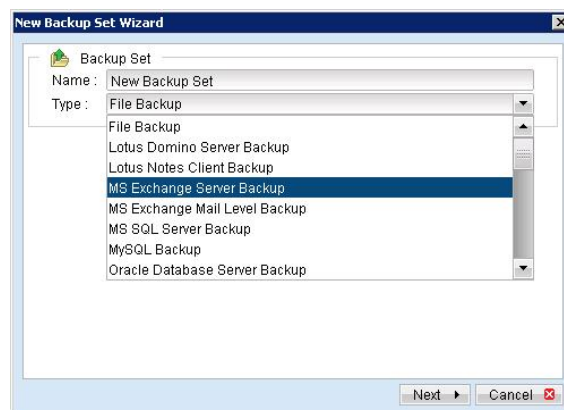 New Backup Set Wizard
Backup Set
Name : New Backup Set
Type : File Backup
File Backup
Lotus Domino Server Backup
Lotus Notes Client Backup
MS Exchange Server Backup
MS Exchange Mail Level Backup
MS SQL Server Backup
MySQL Backup
Oracle Database Server Backup
Next Cancel